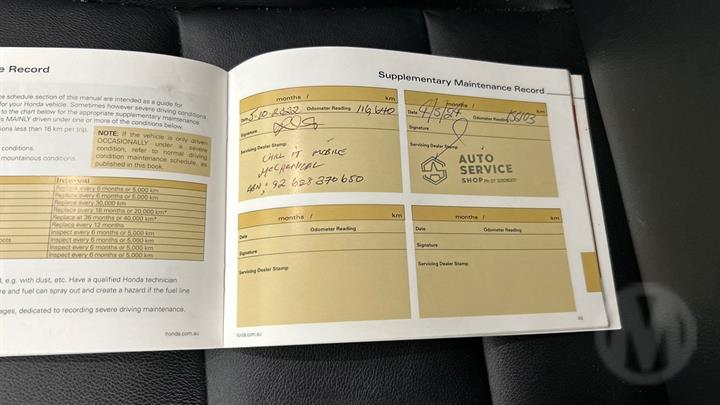 e Record
e schedule section of this manual are intended as a guide for
for your Honda vehicle. Sometimes however severe driving conditions
to the chart below for the appropriate supplementary maintenance
is MAINLY driven under one or more of the conditions below.
ions less than 16 km per trip.
conditions.
mountainous conditions.
NOTE: If the vehicle is only driven
OCCASIONALLY under a severe
condition, refer to normal driving
condition maintenance schedule, as
published in this book.
Interval
Replace every 6 months or 5,000 km
Replace every 6 months or 5,000 km
Replace every 30,000 km
Replace every 18 months or 20,000 km*
Replace at 36 months or 40,000 km*
Replace every 12 months
Inspect every 6 months or 5,000 km
Inspect every 6 months or 5,000 km
Inspect every 6 months or 5,000 km
Inspect every 6 months or 5,000 km
, e.g. with dust, etc. Have a qualified Honda technician
re and fuel can spray out and create a hazard if the fuel line
ages, dedicated to recording severe driving maintenance.
honda.com.au
Supplementary Maintenance Record
months / km
Date 5-10-2022 Odometer Reading 116640
Signature
Servicing Dealer Stamp
CHILL IT MOBILE
MECHANICAL
ABN: 92 628 370 650
months / km
Date 4/5/24 Odometer Reading
Signature
Servicing Dealer Stamp
AUTO
SERVICE
SHOP
months / km
Date Odometer Reading
Signature
Servicing Dealer Stamp
months / km
Date Odometer Reading
Signature
Servicing Dealer Stamp
honda.com.au
M